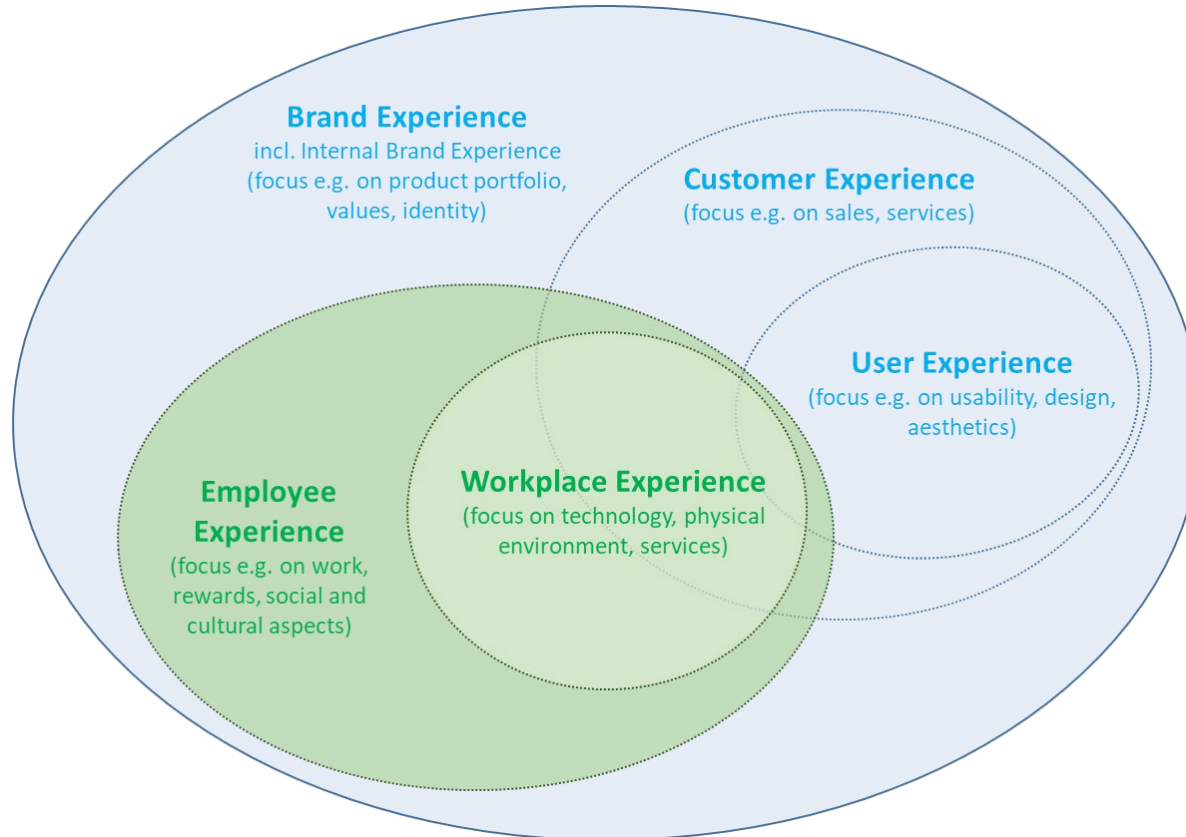 Brand Experience
incl. Internal Brand Experience
(focus e.g. on product portfolio,
values, identity)
Customer Experience
(focus e.g. on sales, services)
User Experience
(focus e.g. on usability, design,
aesthetics)
Employee
Experience
(focus e.g. on work,
rewards, social and
cultural aspects)
Workplace Experience
(focus on technology, physical
environment, services)